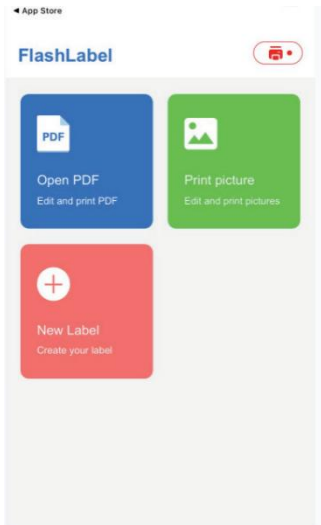 ◄ App Store
FlashLabel
PDF
Open PDF
Edit and print PDF
Print picture
Edit and print pictures
New Label
Create your label